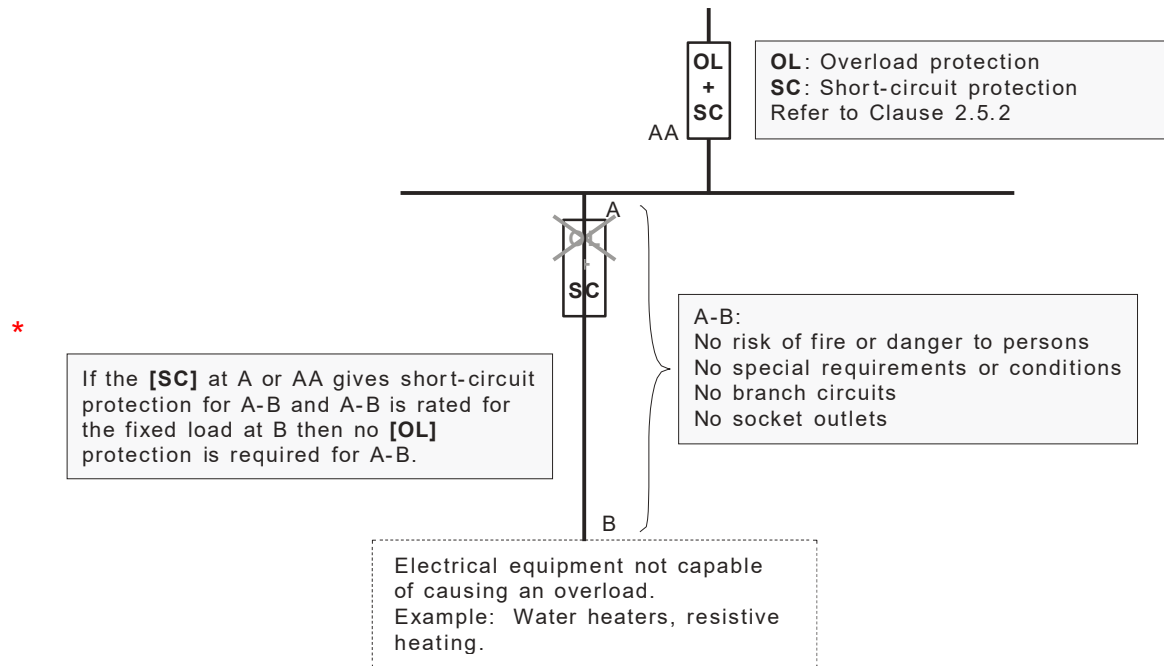 OL
+
SC
AA
OL: Overload protection
SC: Short-circuit protection
Refer to Clause 2.5.2
A
OL
+
SC
A-B:
No risk of fire or danger to persons
No special requirements or conditions
No branch circuits
No socket outlets
*
If the [SC] at A or AA gives short-circuit
protection for A-B and A-B is rated for
the fixed load at B then no [OL]
protection is required for A-B.
B
Electrical equipment not capable
of causing an overload.
Example: Water heaters, resistive
heating.